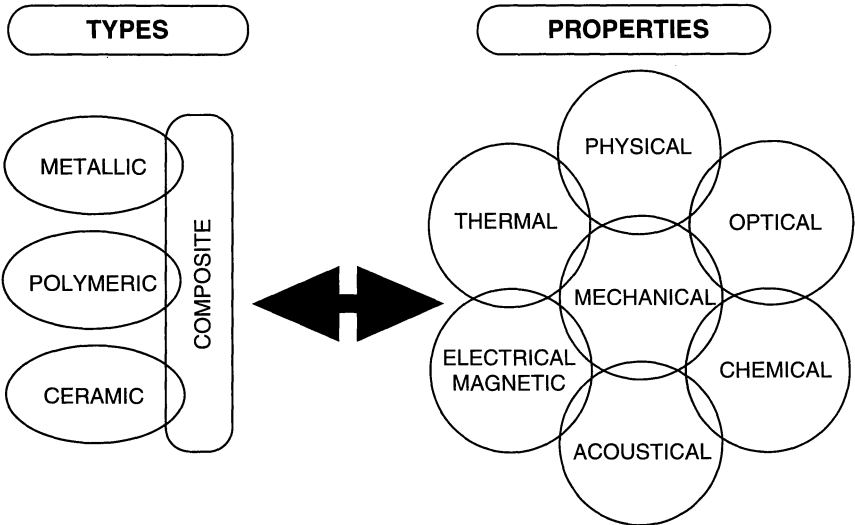 TYPES
PROPERTIES
METALLIC
POLYMERIC
CERAMIC
COMPOSITE
PHYSICAL
THERMAL
OPTICAL
MECHANICAL
ELECTRICAL
MAGNETIC
CHEMICAL
ACOUSTICAL